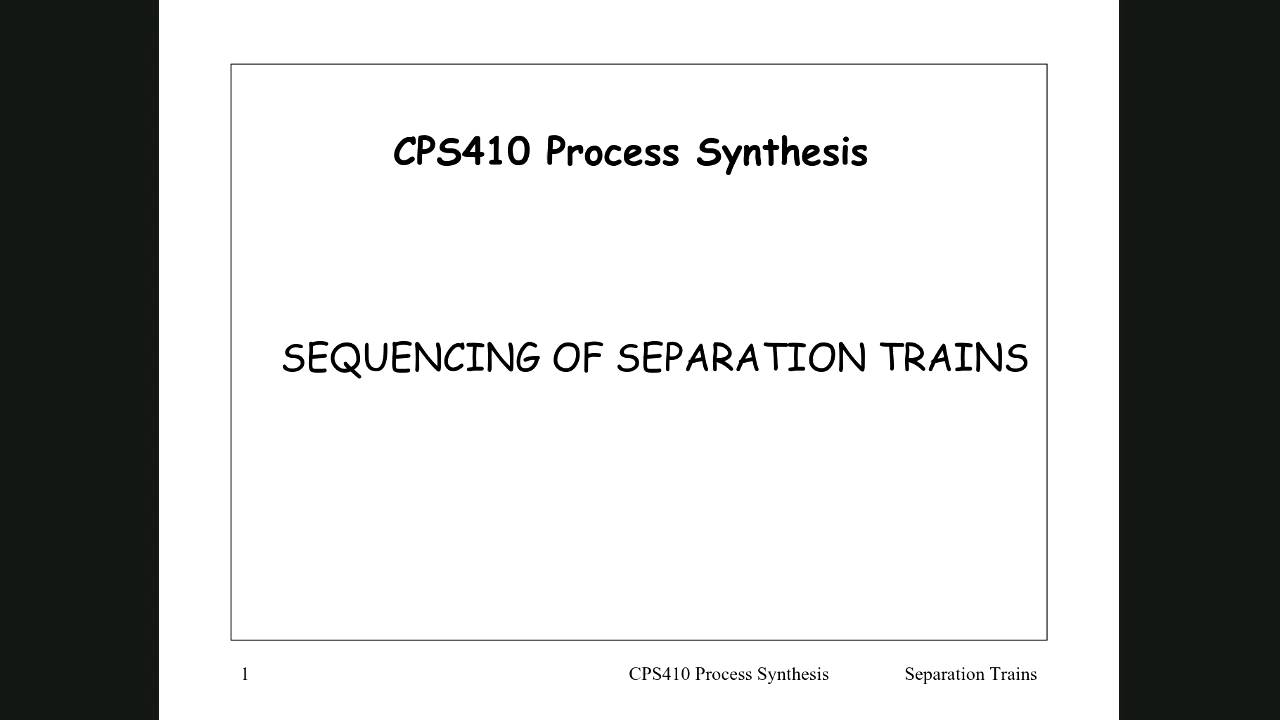 CPS410 Process Synthesis
SEQUENCING OF SEPARATION TRAINS
1 CPS410 Process Synthesis Separation Trains